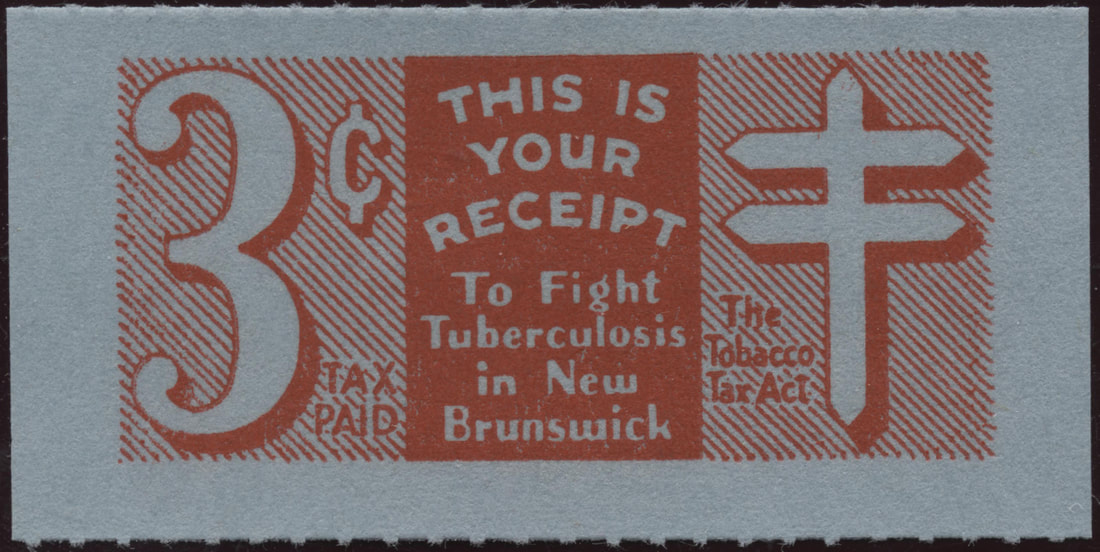 3¢
TAX
PAID
THIS IS
YOUR
RECEIPT
To Fight
Tuberculosis
in New
Brunswick
The
Tobacco
Tax Act